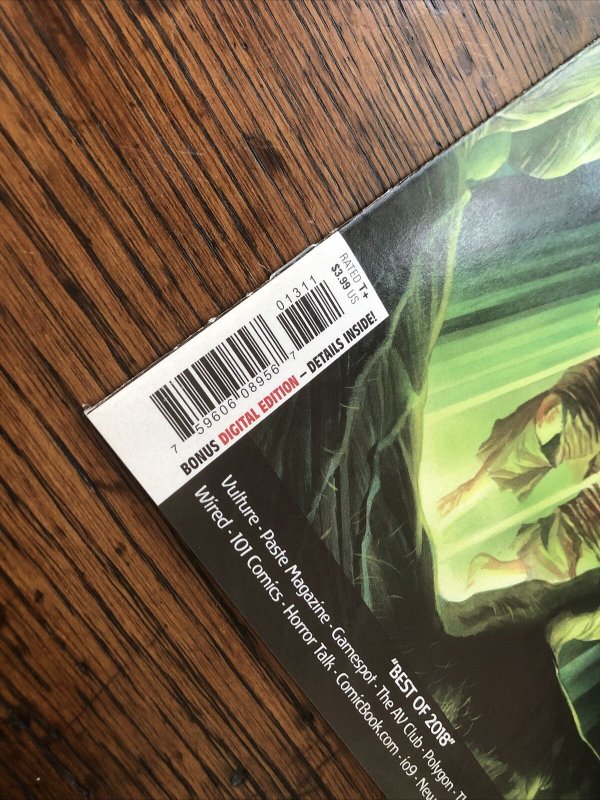 RATED T+
$3.99 US
01311
7 59606 08956 7
BONUS DIGITAL EDITION – DETAILS INSIDE!
"BEST OF 2018"
Vulture - Paste Magazine - Gamespot - The AV Club - Polygon -
Wired - 101 Comics - Horror Talk - ComicBook.com - io9 -